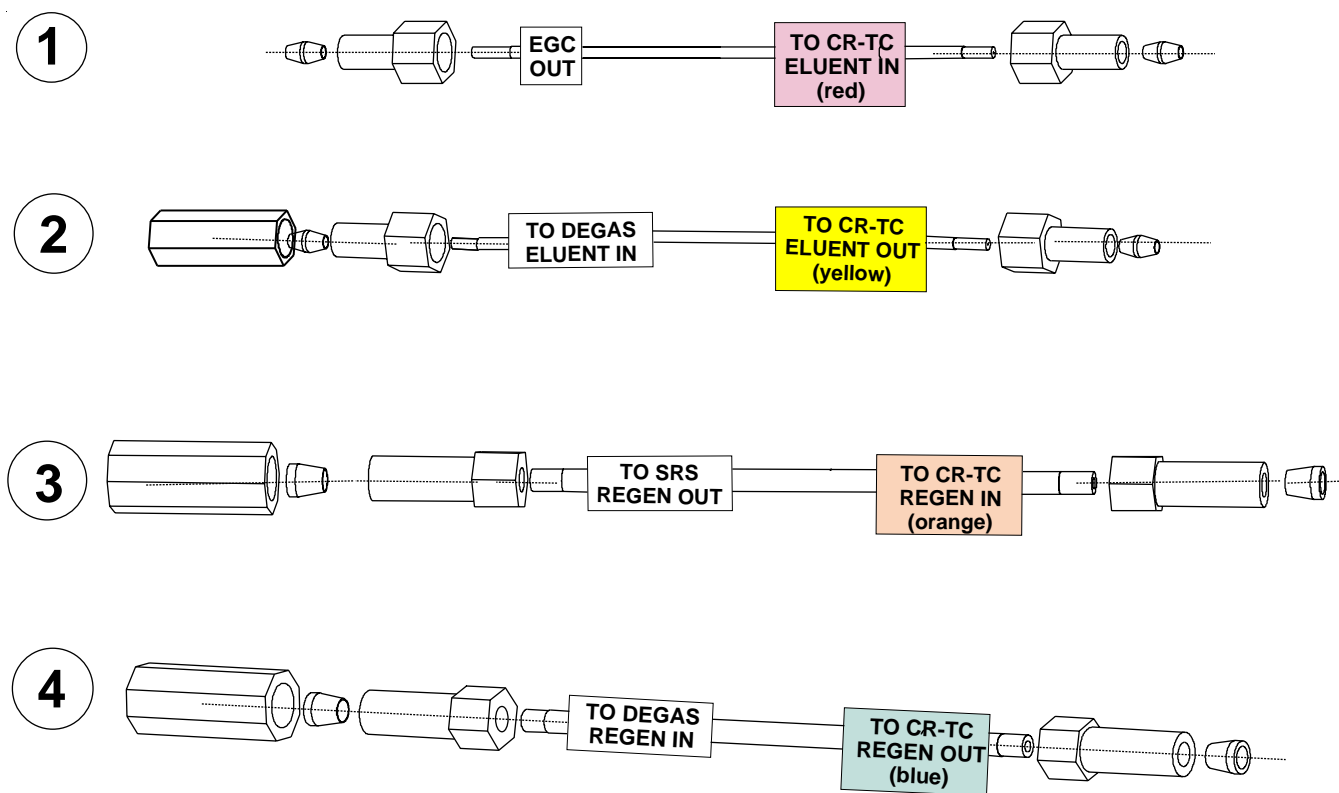 1
EGC
OUT
TO CR-TC
ELUENT IN
(red)
2
TO DEGAS
ELUENT IN
TO CR-TC
ELUENT OUT
(yellow)
3
TO SRS
REGEN OUT
TO CR-TC
REGEN IN
(orange)
4
TO DEGAS
REGEN IN
TO CR-TC
REGEN OUT
(blue)